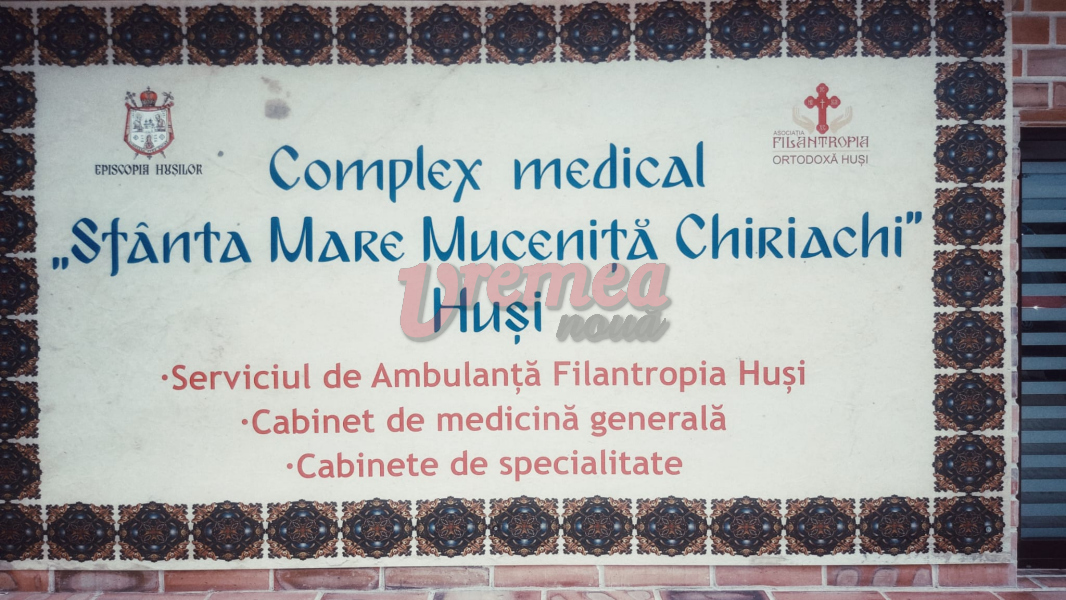 EPISCOPIA HUȘILOR
ASOCIAȚIA
FILANTROPIA
ORTODOXĂ HUȘI
Complex medical
„Sfânta Mare Muceniță Chiriachi”
Huși
Vremea
nouă
·Serviciul de Ambulanță Filantropia Huși
·Cabinet de medicină generală
·Cabinete de specialitate